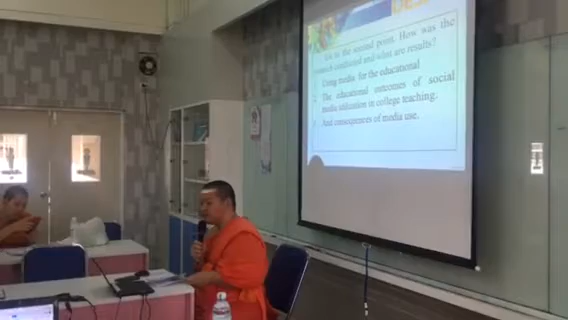 As to the second point. How was the
research conducted and what are results?
Using media for the educational
The educational outcomes of social
media utilization in college teaching.
And consequences of media use.